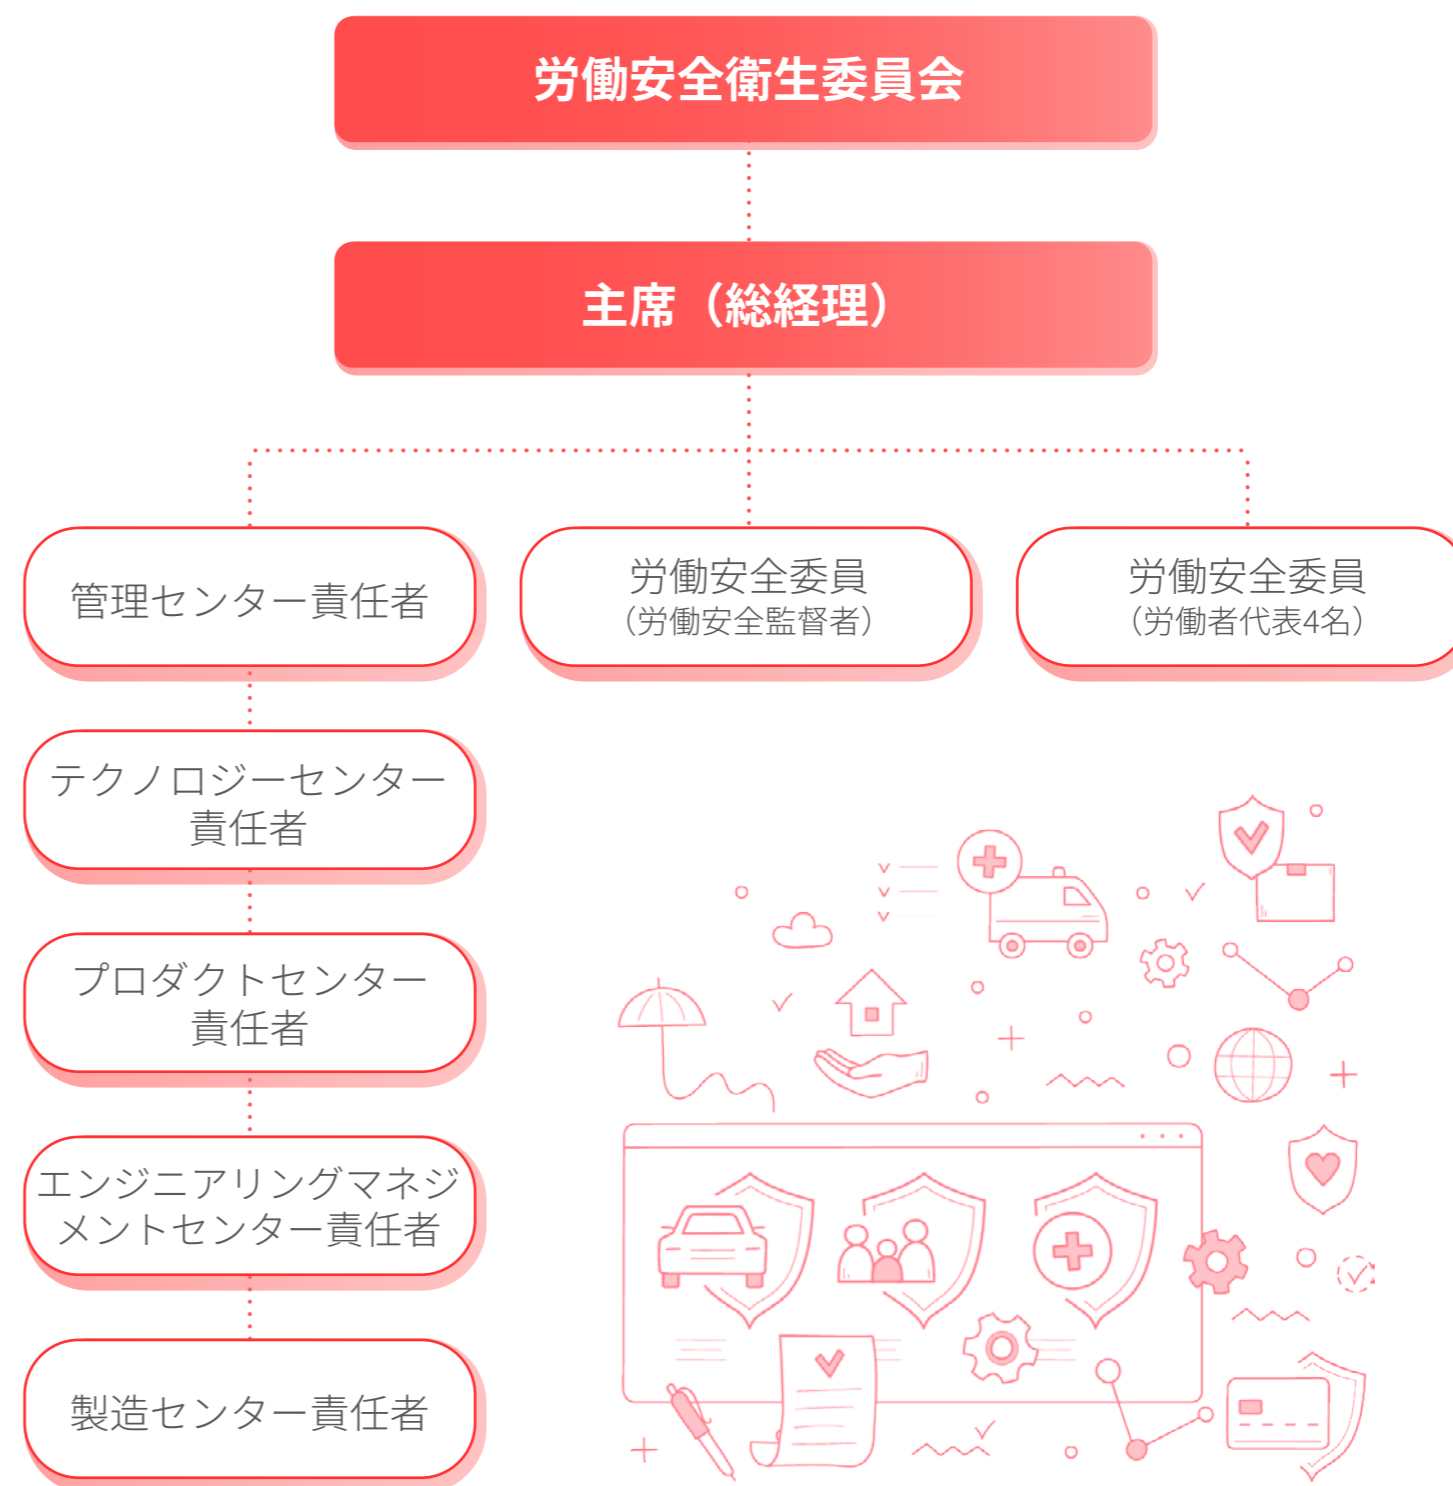 労働安全衛生委員会
主席（総経理）
管理センター責任者
労働安全委員
（労働安全監督者）
労働安全委員
（労働者代表4名）
テクノロジーセンター
責任者
プロダクトセンター
責任者
エンジニアリングマネジ
メントセンター責任者
製造センター責任者